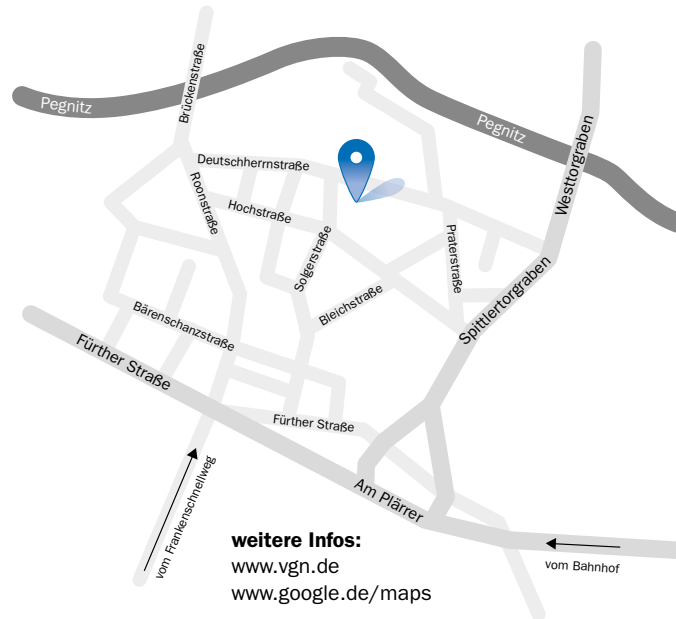 Pegnitz
Brückenstraße
Pegnitz
Westtorgraben
Deutschherrnstraße
Roonstraße
Hochstraße
Solgerstraße
Praterstraße
Bleichstraße
Spittlertorgraben
Bärenschanzstraße
Fürther Straße
Fürther Straße
Am Plärrer
vom Frankenschnellweg
vom Bahnhof
weitere Infos:
www.vgn.de
www.google.de/maps